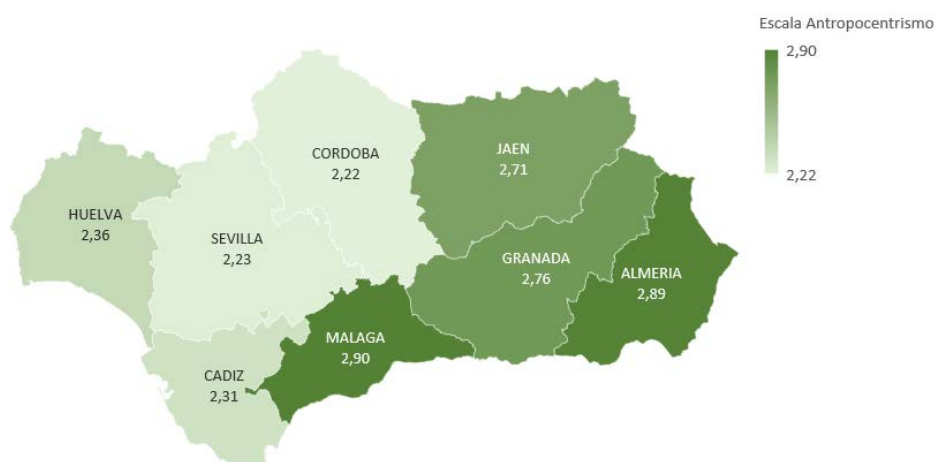 Escala Antropocentrismo
2,90
2,22
CORDOBA
2,22
JAEN
2,71
HUELVA
2,36
SEVILLA
2,23
GRANADA
2,76
ALMERIA
2,89
MALAGA
2,90
CADIZ
2,31